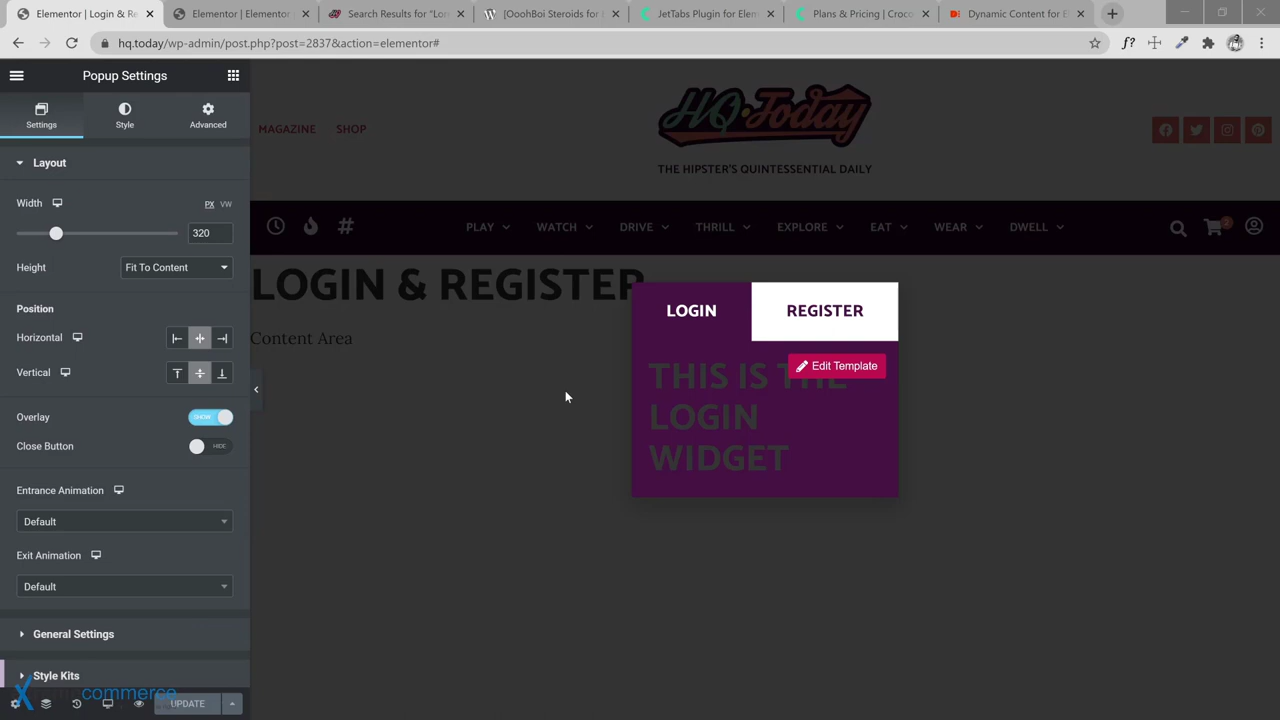 Elementor | Login & Re
Elementor | Elementor |
Search Results for "Lor
[OoohBoi Steroids for
JetTabs Plugin for Elem
Plans & Pricing | Croco
Dynamic Content for E
hq.today/wp-admin/post.php?post=2837&action=elementor#
f?
Popup Settings
Settings
Style
Advanced
Layout
Width
PX
VW
320
Height
Fit To Content
Position
Horizontal
Vertical
Overlay
SHOW
Close Button
HIDE
Entrance Animation
Default
Exit Animation
Default
General Settings
Style Kits
commerce
UPDATE
MAGAZINE
SHOP
HQ Today
THE HIPSTER'S QUINTESSENTIAL DAILY
PLAY
WATCH
DRIVE
THRILL
EXPLORE
EAT
WEAR
DWELL
LOGIN & REGISTER
Content Area
LOGIN
REGISTER
Edit Template
THIS IS THE
LOGIN
WIDGET